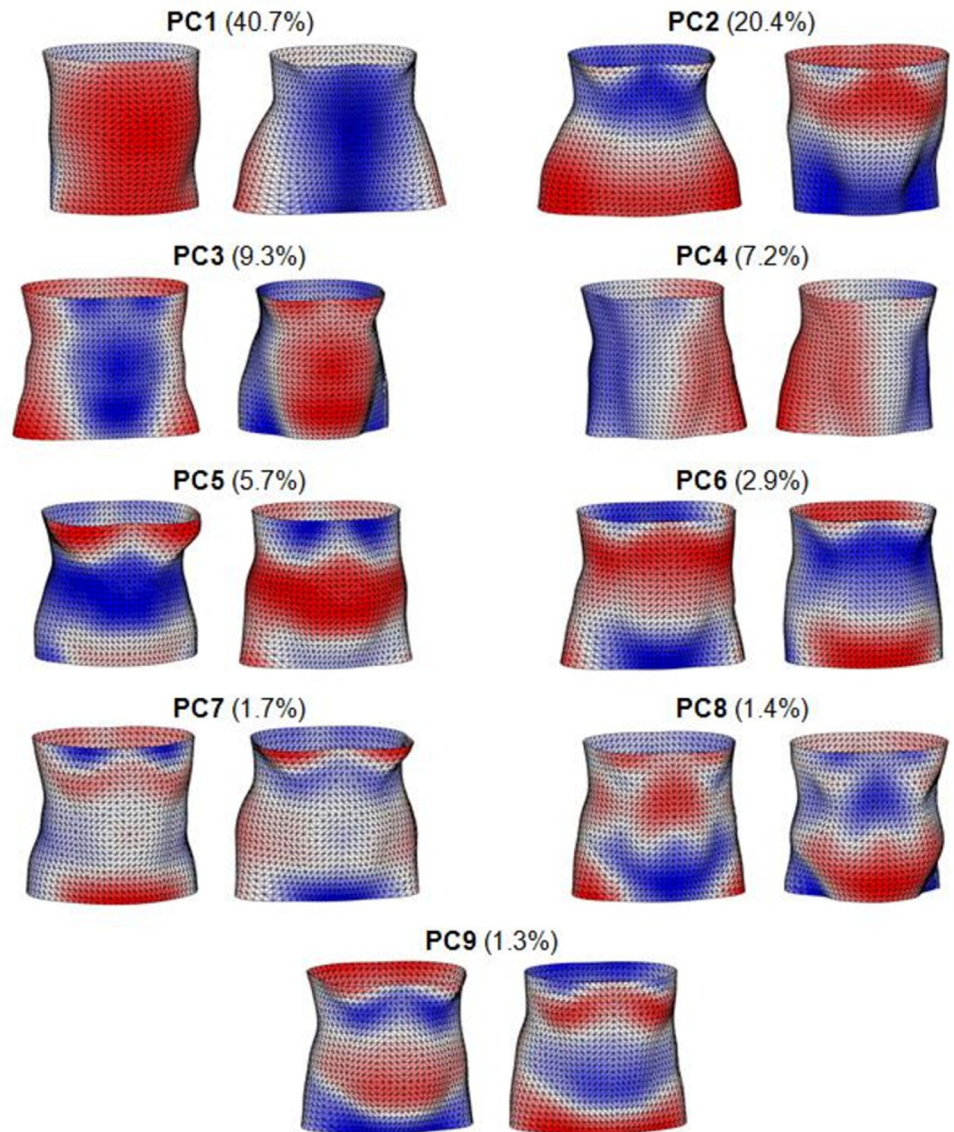 PC1 (40.7%)
PC2 (20.4%)
PC3 (9.3%)
PC4 (7.2%)
PC5 (5.7%)
PC6 (2.9%)
PC7 (1.7%)
PC8 (1.4%)
PC9 (1.3%)